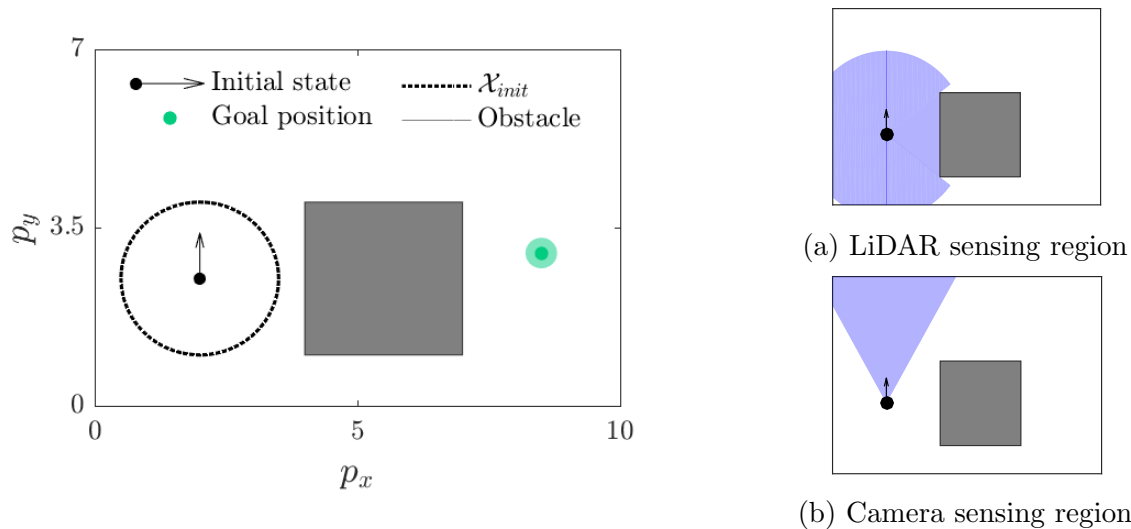 7
3.5
0
p_y
Initial state
𝒳_init
Goal position
Obstacle
0
5
10
p_x
(a) LiDAR sensing region
(b) Camera sensing region